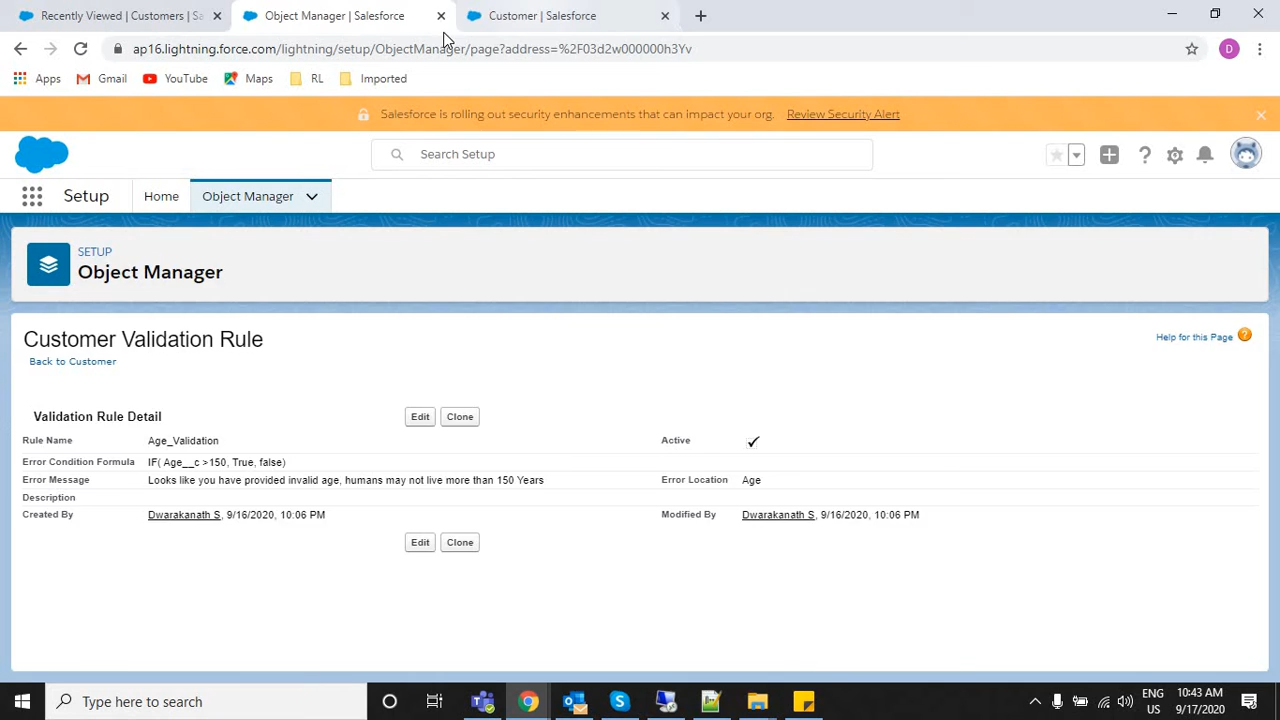 Recently Viewed | Customers | Sa
Object Manager | Salesforce
Customer | Salesforce
ap16.lightning.force.com/lightning/setup/ObjectManager/page?address=%2F03d2w000000h3Yv
D
Apps
Gmail
YouTube
Maps
RL
Imported
Salesforce is rolling out security enhancements that can impact your org. Review Security Alert
Search Setup
Setup
Home
Object Manager
SETUP
Object Manager
Customer Validation Rule
Help for this Page ?
Back to Customer
Validation Rule Detail
Edit
Clone
Rule Name Age_Validation
Active ✓
Error Condition Formula IF( Age__c >150, True, false)
Error Message Looks like you have provided invalid age, humans may not live more than 150 Years
Error Location Age
Description
Created By Dwarakanath S, 9/16/2020, 10:06 PM
Modified By Dwarakanath S, 9/16/2020, 10:06 PM
Edit
Clone
Type here to search
ENG
US
10:43 AM
9/17/2020